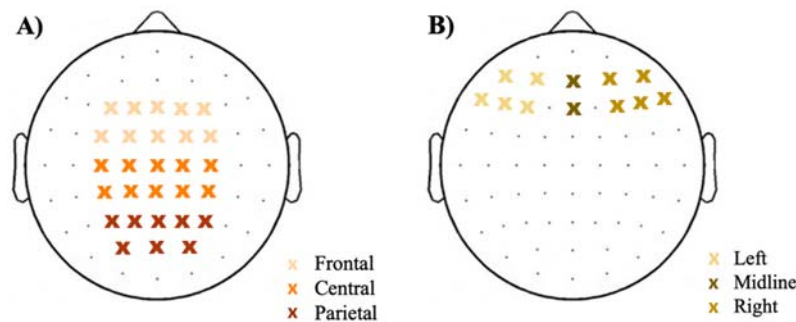 A)
B)
x Frontal
x Central
x Parietal
x Left
x Midline
x Right